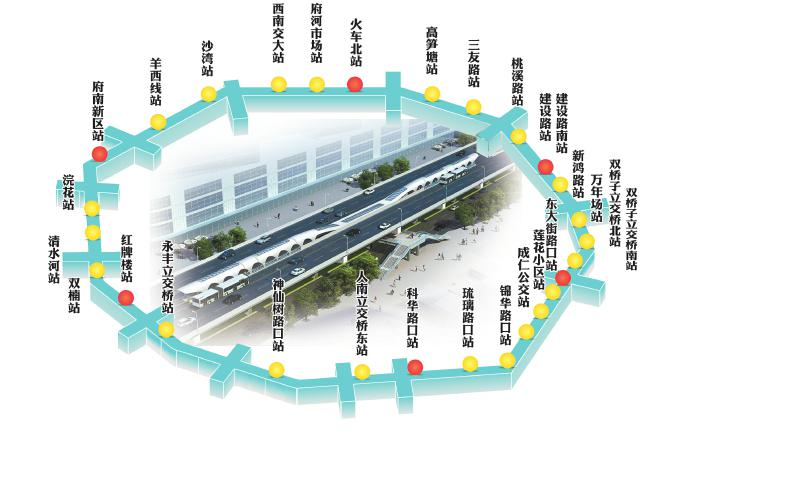 府南新区站
羊西线站
沙湾站
西南交大站
府河市场站
火车北站
高笋塘站
三友路站
桃溪路站
建设路站
建设路南站
新鸿路站
万年场站
双桥子立交桥北站
双桥子立交桥南站
东大街路口站
莲花小区站
成仁公交站
锦华路口站
琉璃路口站
科华路口站
人南立交桥东站
神仙树路口站
永丰立交桥站
红牌楼站
双楠站
清水河站
浣花站